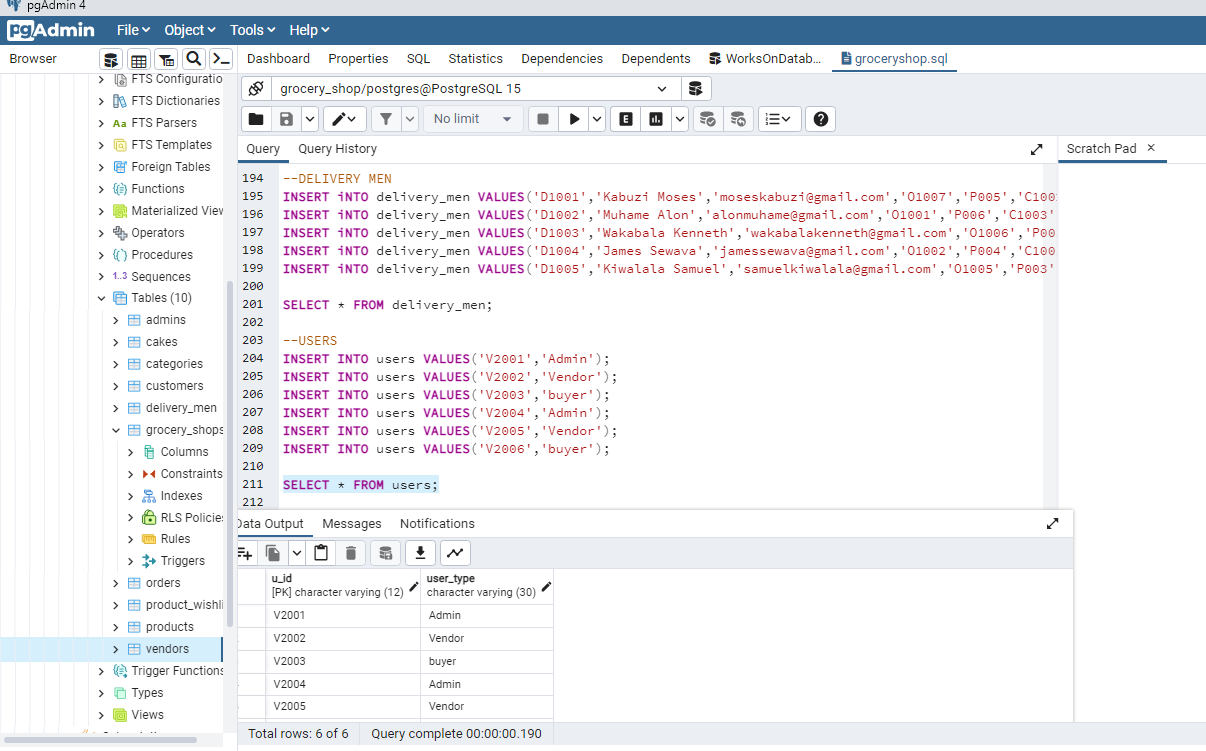 pgAdmin 4
pgAdmin File Object Tools Help
Browser
Dashboard Properties SQL Statistics Dependencies Dependents WorksOnDatab... groceryshop.sql
FTS Configuratio
FTS Dictionaries
Aa FTS Parsers
FTS Templates
Foreign Tables
Functions
Materialized View
Operators
Procedures
1..3 Sequences
Tables (10)
admins
cakes
categories
customers
delivery_men
grocery_shops
Columns
Constraints
Indexes
RLS Policies
Rules
Triggers
orders
product_wishli
products
vendors
Trigger Functions
Types
Views
grocery_shop/postgres@PostgreSQL 15
No limit
E
Query Query History
Scratch Pad
194 --DELIVERY MEN
195 INSERT iNTO delivery_men VALUES('D1001','Kabuzi Moses','moseskabuzi@gmail.com','O1007','P005','C100
196 INSERT iNTO delivery_men VALUES('D1002','Muhame Alon','alonmuhame@gmail.com','O1001','P006','C1003'
197 INSERT iNTO delivery_men VALUES('D1003','Wakabala Kenneth','wakabalakenneth@gmail.com','O1006','P00
198 INSERT iNTO delivery_men VALUES('D1004','James Sewava','jamessewava@gmail.com','O1002','P004','C100
199 INSERT iNTO delivery_men VALUES('D1005','Kiwalala Samuel','samuelkiwalala@gmail.com','O1005','P003'
200
201 SELECT * FROM delivery_men;
202
203 --USERS
204 INSERT INTO users VALUES('V2001','Admin');
205 INSERT INTO users VALUES('V2002','Vendor');
206 INSERT INTO users VALUES('V2003','buyer');
207 INSERT INTO users VALUES('V2004','Admin');
208 INSERT INTO users VALUES('V2005','Vendor');
209 INSERT INTO users VALUES('V2006','buyer');
210
211 SELECT * FROM users;
212
Data Output Messages Notifications
u_id user_type
[PK] character varying (12) character varying (30)
V2001 Admin
V2002 Vendor
V2003 buyer
V2004 Admin
V2005 Vendor
Total rows: 6 of 6 Query complete 00:00:00.190